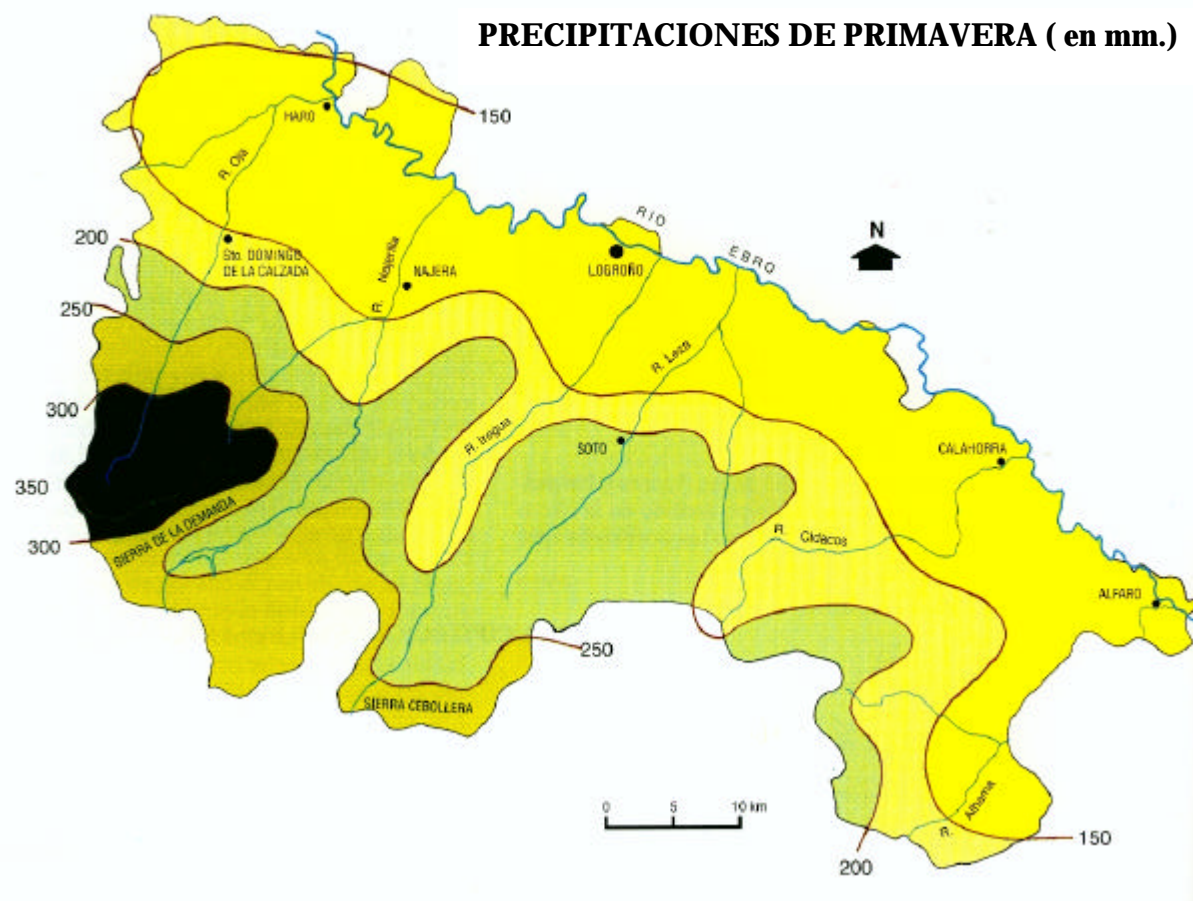 PRECIPITACIONES DE PRIMAVERA ( en mm.)
150
HARO
R. Oja
RIO
EBRO
N
200
Sto. DOMINGO
DE LA CALZADA
R. Najerilla
NAJERA
LOGROÑO
250
R. Leza
300
R. Iregua
SOTO
CALAHORRA
350
SIERRA DE LA DEMANDA
R. Cidacos
300
ALFARO
250
SIERRA CEBOLLERA
0 5 10 km
R. Alhama
150
200